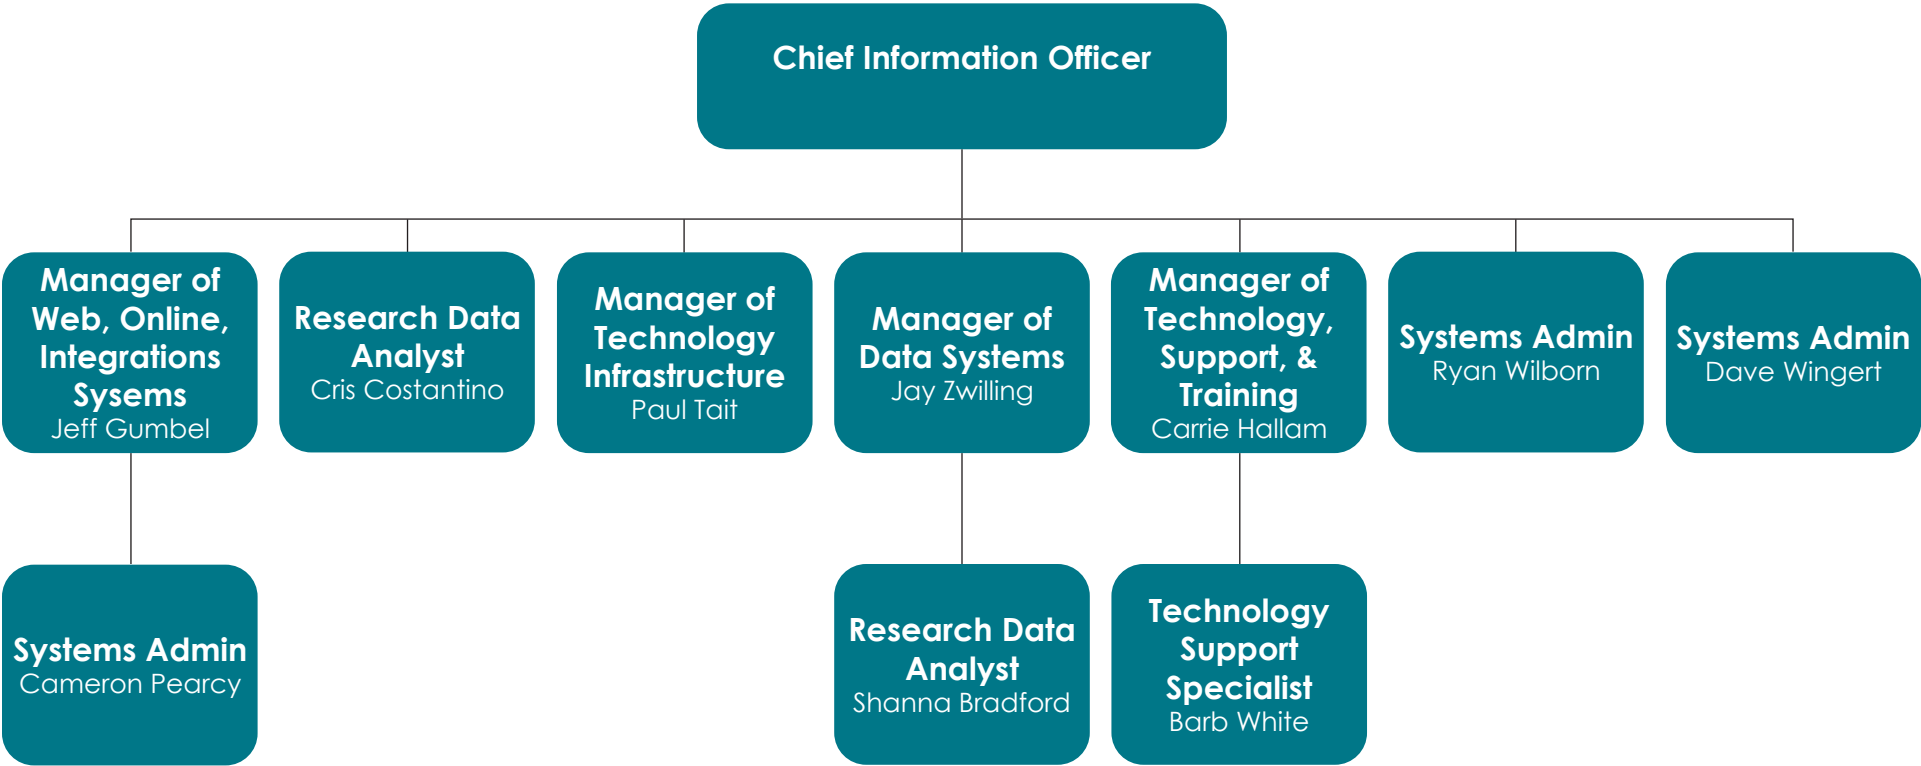 Chief Information Officer
Manager of
Web, Online,
Integrations
Sysems
Jeff Gumbel
Research Data
Analyst
Cris Costantino
Manager of
Technology
Infrastructure
Paul Tait
Manager of
Data Systems
Jay Zwilling
Manager of
Technology,
Support, &
Training
Carrie Hallam
Systems Admin
Ryan Wilborn
Systems Admin
Dave Wingert
Systems Admin
Cameron Pearcy
Research Data
Analyst
Shanna Bradford
Technology
Support
Specialist
Barb White